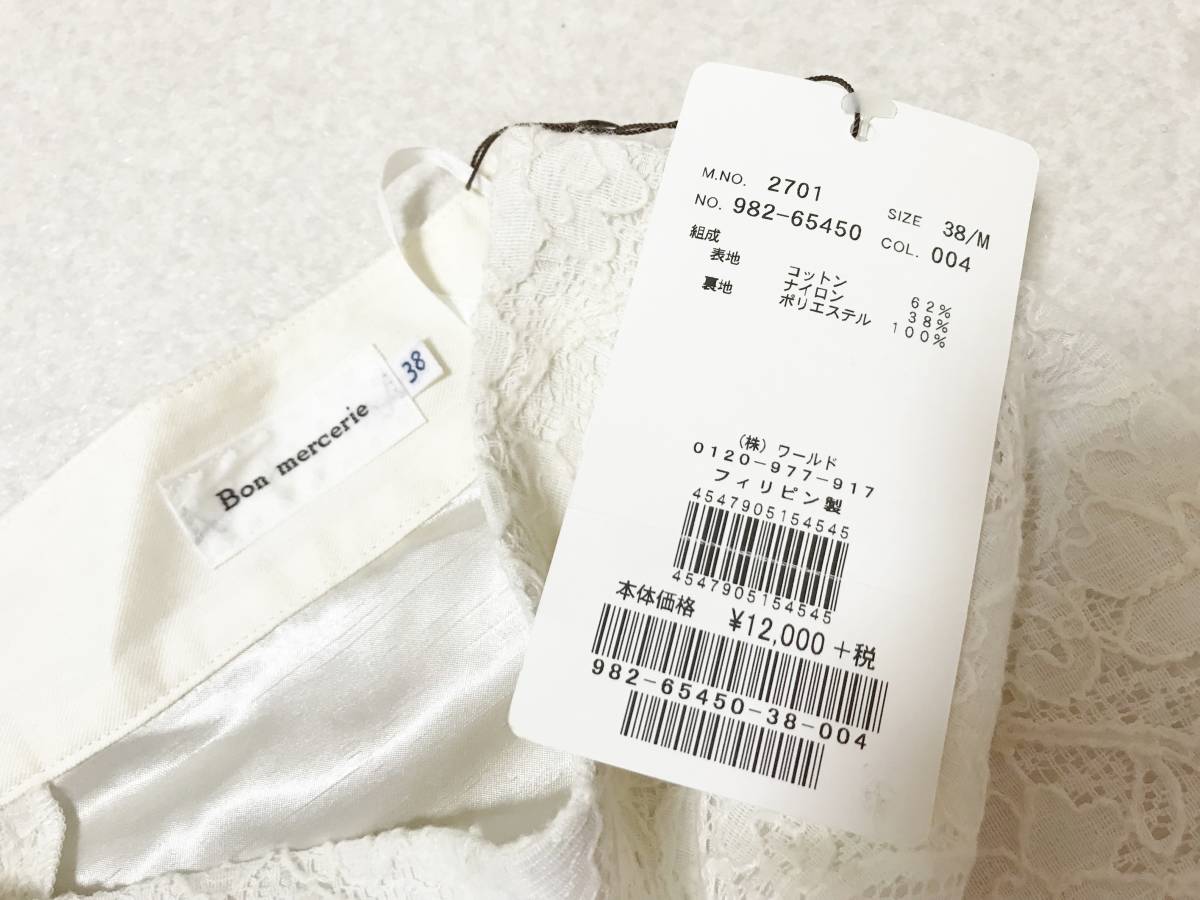 Bon mercerie
38
M.NO. 2701
NO. 982-65450
SIZE 38/M
COL. 004
組成
表地 コットン 62%
ナイロン 38%
裏地 ポリエステル 100%
(株)ワールド
0120-977-917
フィリピン製
4547905154545
4547905154545
本体価格 ¥12,000 +税
982-65450-38-004